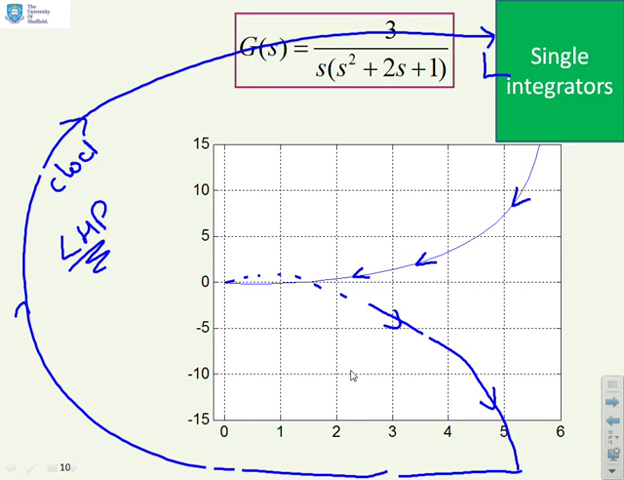 The
University
Of
Sheffield.
G(s) = 3 / s(s² + 2s + 1)
Single
integrators
L
clock
LHP
15
10
5
0
-5
-10
-15
0 1 2 3 4 5 6
10